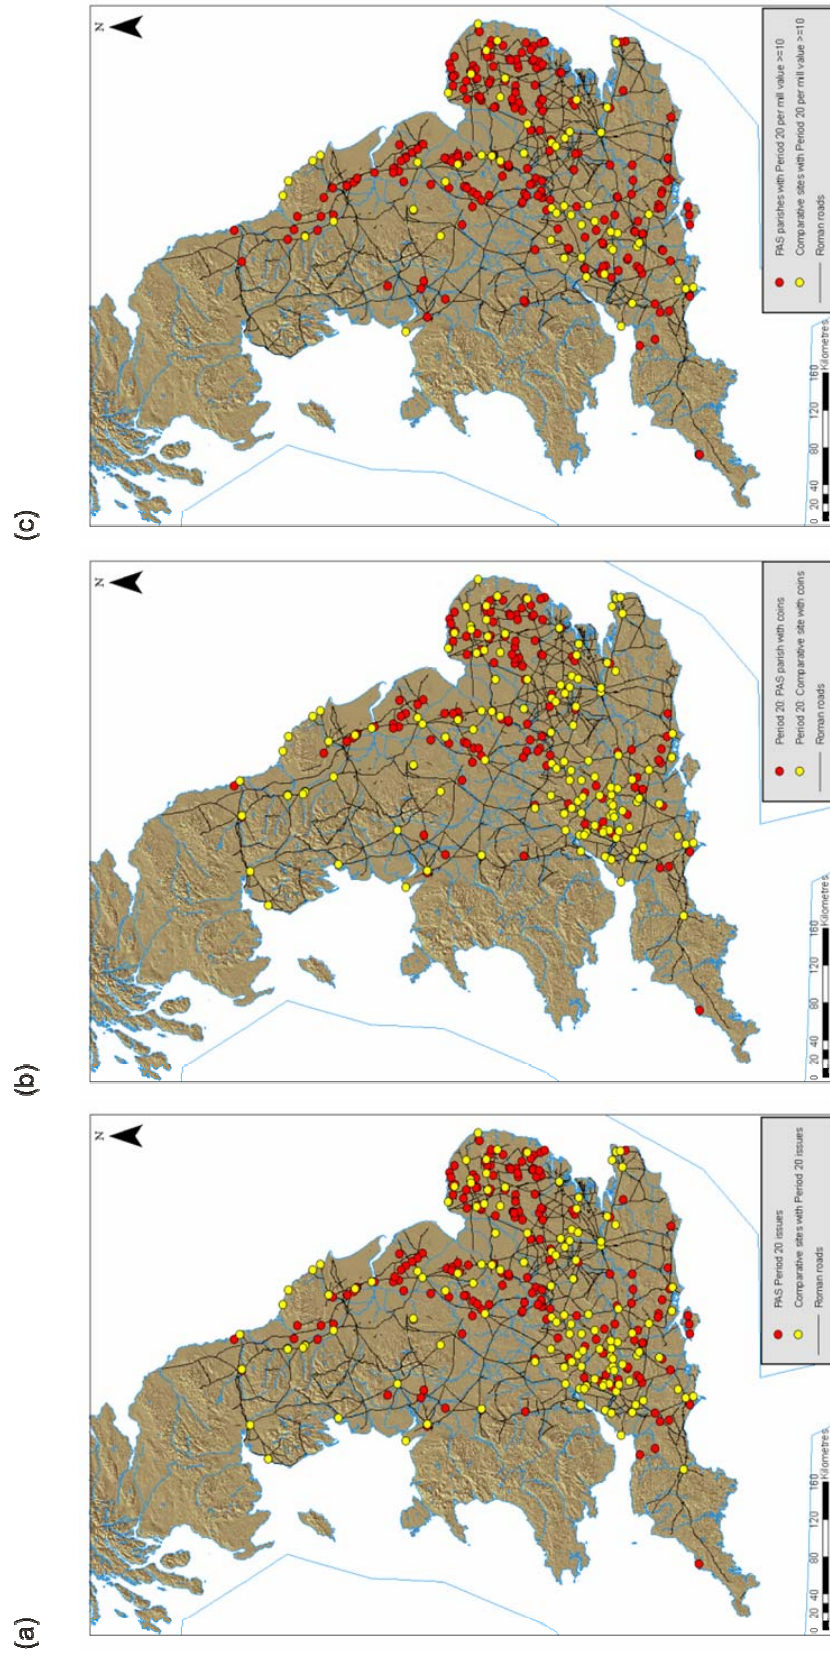 (a)
N
PAS Period 20 issues
Comparative sites with Period 20 issues
Roman roads
0 20 40 80 120 160
Kilometres
(b)
N
Period 20: PAS parish with coins
Period 20: Comparative site with coins
Roman roads
0 20 40 80 120 160
Kilometres
(c)
N
PAS parishes with Period 20 per mill value >=10
Comparative sites with Period 20 per mill value >=10
Roman roads
0 20 40 80 120 160
Kilometres